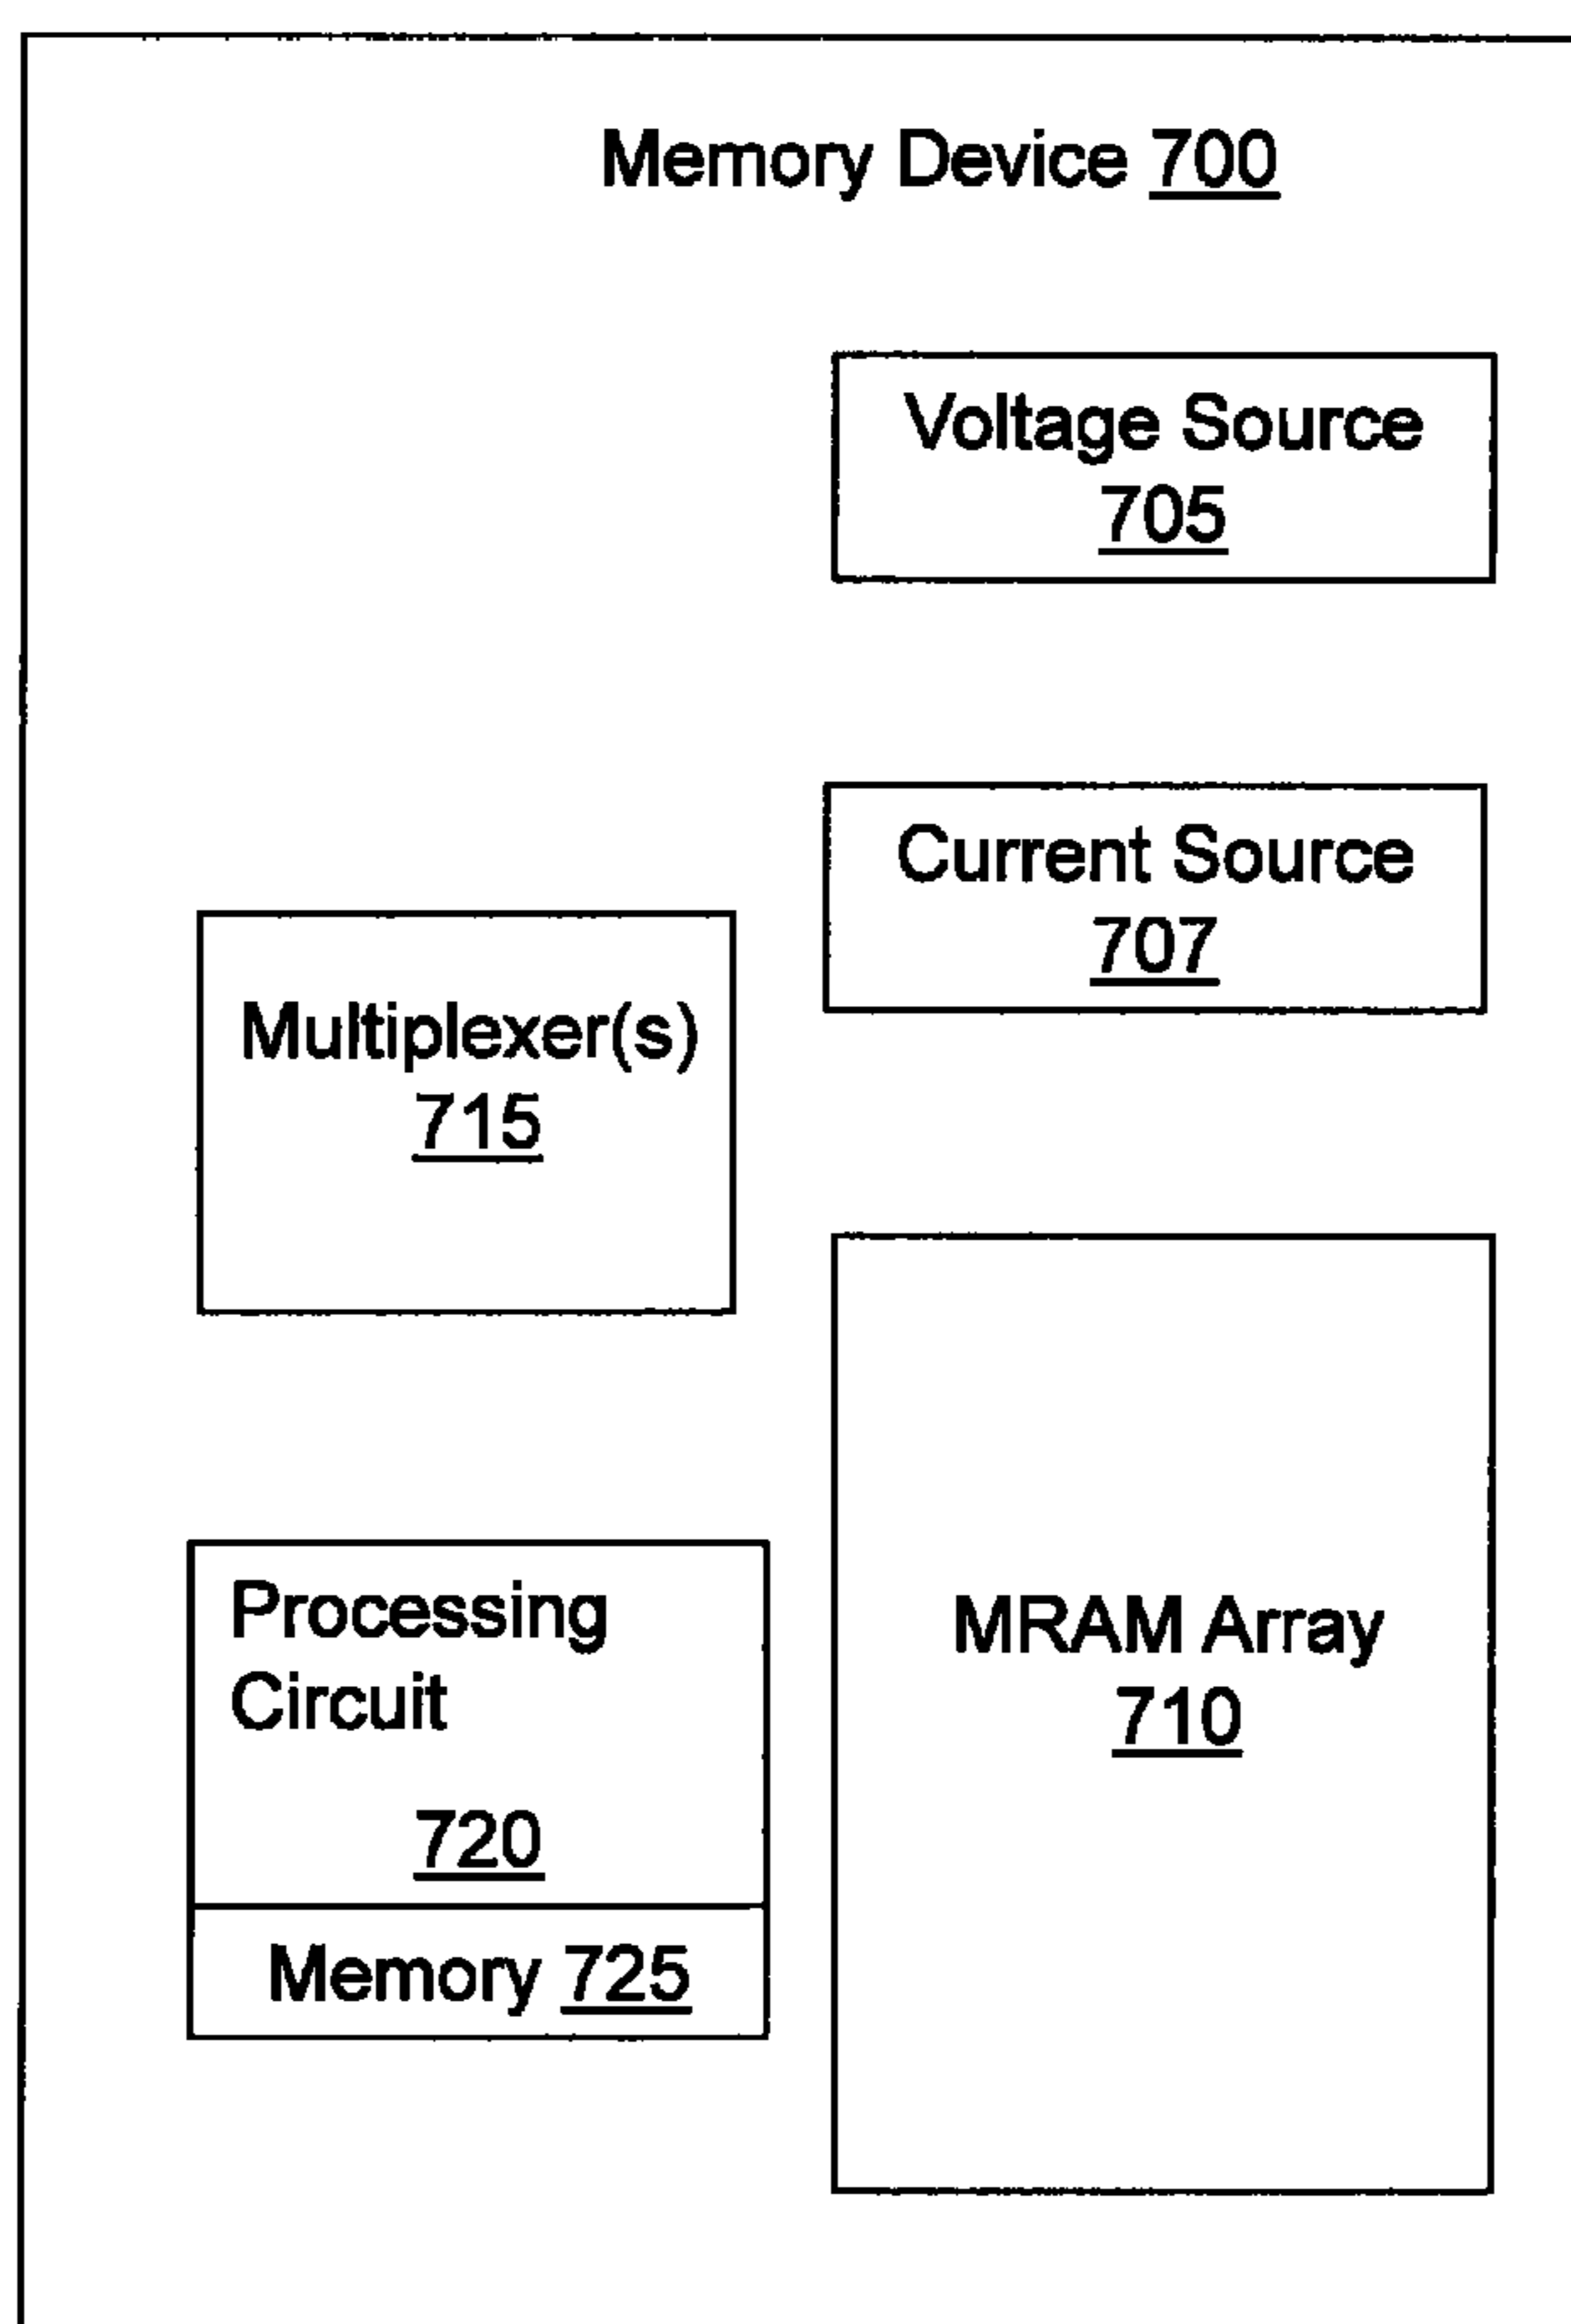 Memory Device 700
Voltage Source
705
Current Source
707
Multiplexer(s)
715
Processing
Circuit
720
Memory 725
MRAM Array
710